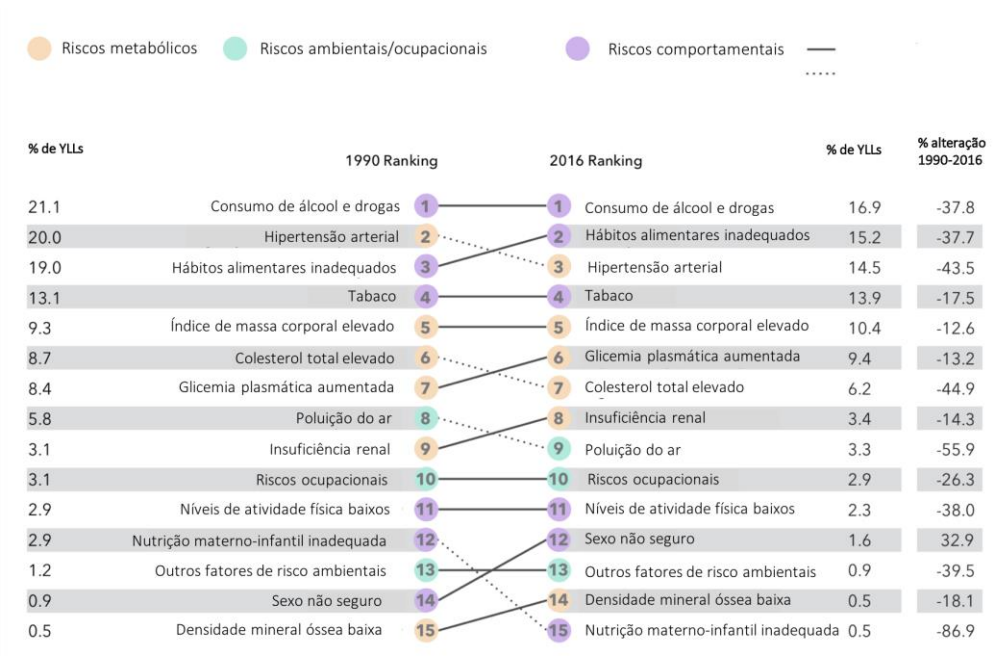 Riscos metabólicos Riscos ambientais/ocupacionais Riscos comportamentais
% de YLLs 1990 Ranking 2016 Ranking % de YLLs % alteração 1990-2016
21.1 Consumo de álcool e drogas 1 1 Consumo de álcool e drogas 16.9 -37.8
20.0 Hipertensão arterial 2 2 Hábitos alimentares inadequados 15.2 -37.7
19.0 Hábitos alimentares inadequados 3 3 Hipertensão arterial 14.5 -43.5
13.1 Tabaco 4 4 Tabaco 13.9 -17.5
9.3 Índice de massa corporal elevado 5 5 Índice de massa corporal elevado 10.4 -12.6
8.7 Colesterol total elevado 6 6 Glicemia plasmática aumentada 9.4 -13.2
8.4 Glicemia plasmática aumentada 7 7 Colesterol total elevado 6.2 -44.9
5.8 Poluição do ar 8 8 Insuficiência renal 3.4 -14.3
3.1 Insuficiência renal 9 9 Poluição do ar 3.3 -55.9
3.1 Riscos ocupacionais 10 10 Riscos ocupacionais 2.9 -26.3
2.9 Níveis de atividade física baixos 11 11 Níveis de atividade física baixos 2.3 -38.0
2.9 Nutrição materno-infantil inadequada 12 12 Sexo não seguro 1.6 32.9
1.2 Outros fatores de risco ambientais 13 13 Outros fatores de risco ambientais 0.9 -39.5
0.9 Sexo não seguro 14 14 Densidade mineral óssea baixa 0.5 -18.1
0.5 Densidade mineral óssea baixa 15 15 Nutrição materno-infantil inadequada 0.5 -86.9